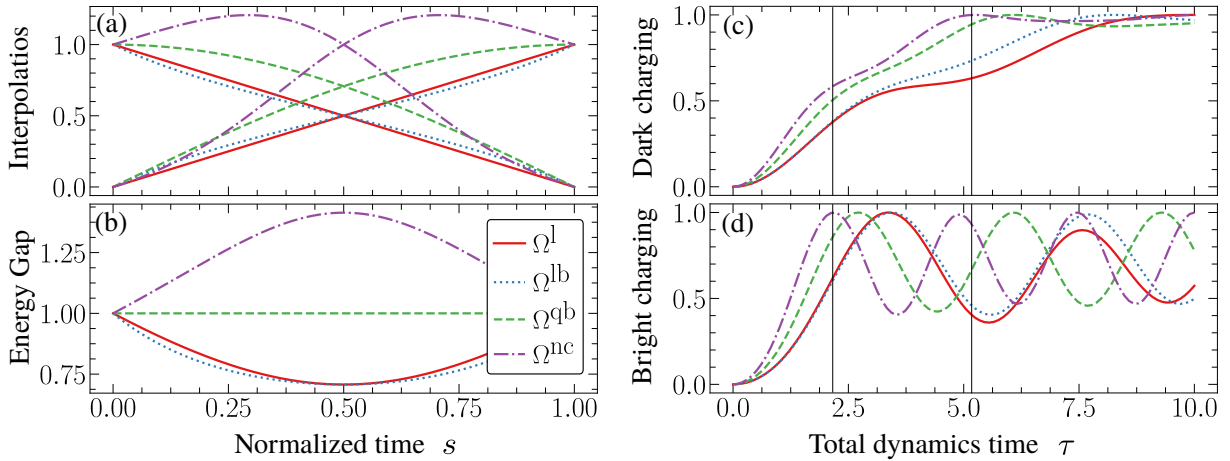 (a)
Interpolatios
1.0
0.5
0.0
(b)
Energy Gap
1.25
1.00
0.75
Ωˡ
Ωˡᵇ
Ω^qb
Ωⁿᶜ
0.00
0.25
0.50
0.75
1.00
Normalized time s
(c)
Dark charging
1.0
0.5
0.0
(d)
Bright charging
1.0
0.5
0.0
0.0
2.5
5.0
7.5
10.0
Total dynamics time τ